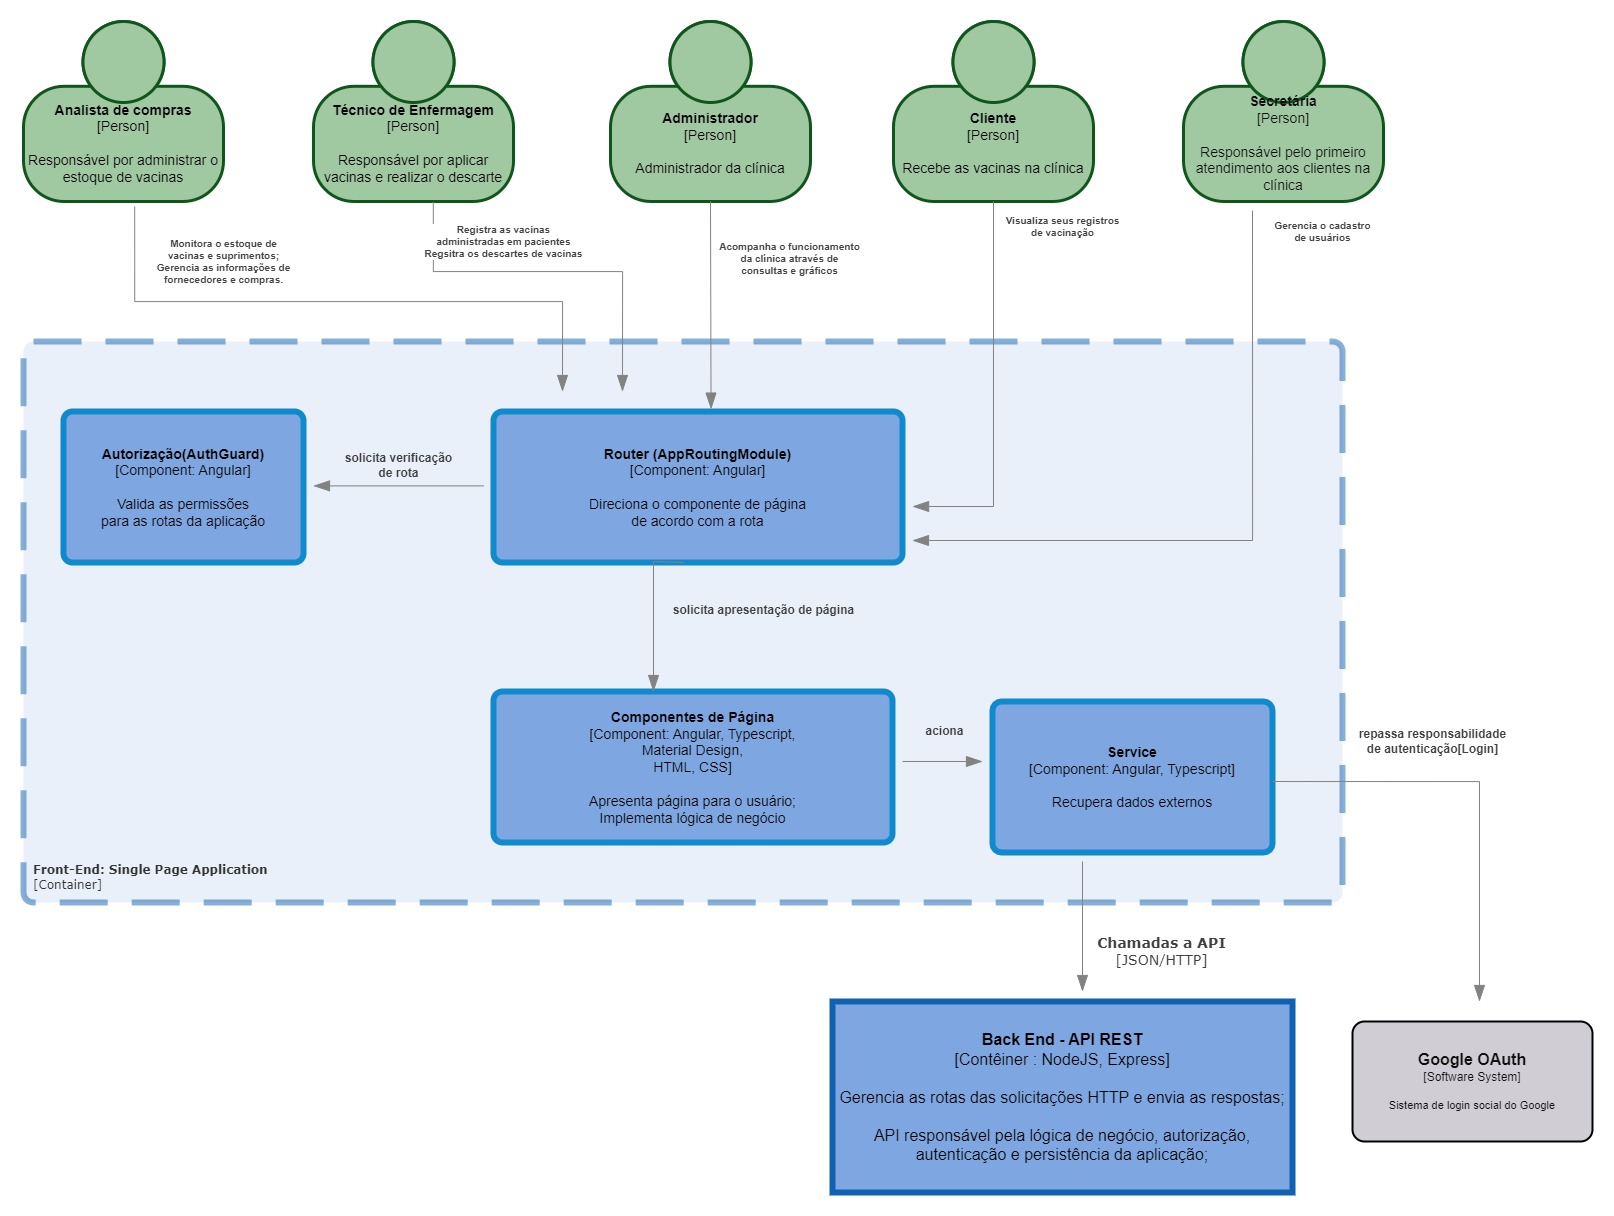 Analista de compras
[Person]
Responsável por administrar o
estoque de vacinas
Técnico de Enfermagem
[Person]
Responsável por aplicar
vacinas e realizar o descarte
Administrador
[Person]
Administrador da clínica
Cliente
[Person]
Recebe as vacinas na clínica
Secretária
[Person]
Responsável pelo primeiro
atendimento aos clientes na
clínica
Monitora o estoque de
vacinas e suprimentos;
Gerencia as informações de
fornecedores e compras.
Registra as vacinas
administradas em pacientes
Regsitra os descartes de vacinas
Acompanha o funcionamento
da clínica através de
consultas e gráficos
Visualiza seus registros
de vacinação
Gerencia o cadastro
de usuários
Autorização(AuthGuard)
[Component: Angular]
Valida as permissões
para as rotas da aplicação
solicita verificação
de rota
Router (AppRoutingModule)
[Component: Angular]
Direciona o componente de página
de acordo com a rota
solicita apresentação de página
Componentes de Página
[Component: Angular, Typescript,
Material Design,
HTML, CSS]
Apresenta página para o usuário;
Implementa lógica de negócio
aciona
Service
[Component: Angular, Typescript]
Recupera dados externos
repassa responsabilidade
de autenticação[Login]
Front-End: Single Page Application
[Container]
Chamadas a API
[JSON/HTTP]
Back End - API REST
[Contêiner : NodeJS, Express]
Gerencia as rotas das solicitações HTTP e envia as respostas;
API responsável pela lógica de negócio, autorização,
autenticação e persistência da aplicação;
Google OAuth
[Software System]
Sistema de login social do Google